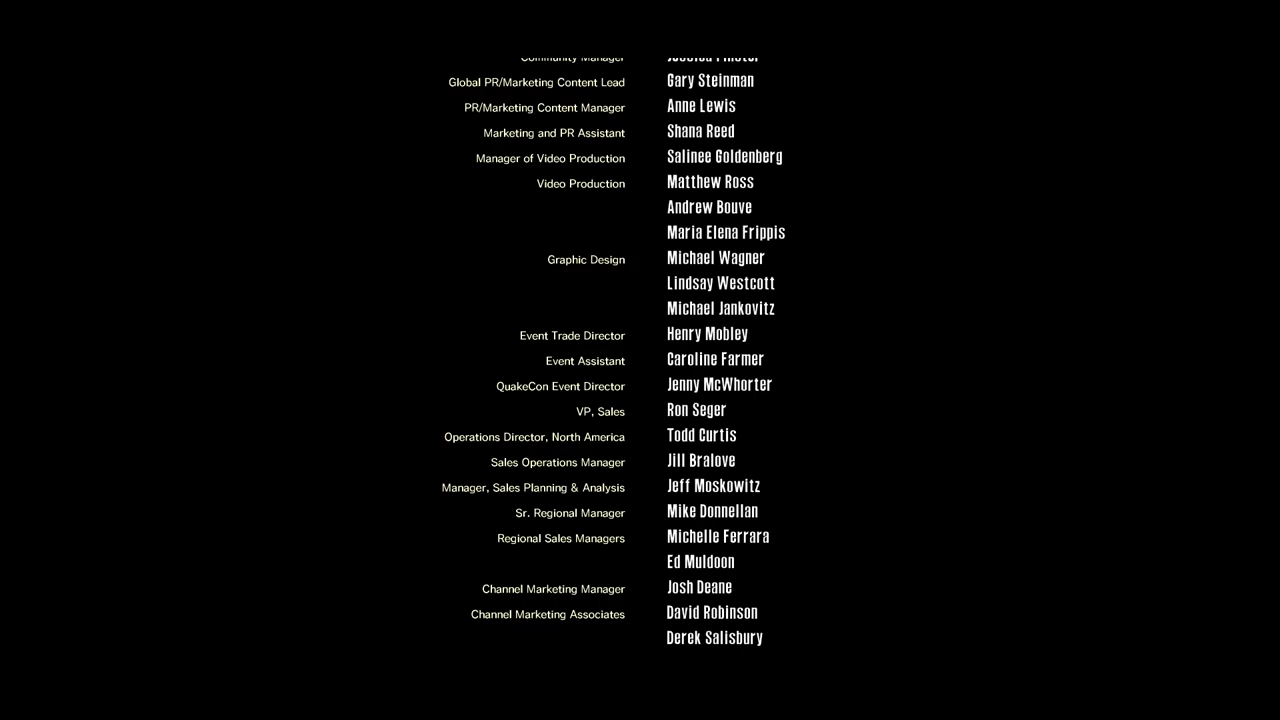 Community Manager
Global PR/Marketing Content Lead Gary Steinman
PR/Marketing Content Manager Anne Lewis
Marketing and PR Assistant Shana Reed
Manager of Video Production Salinee Goldenberg
Video Production Matthew Ross
Andrew Bouve
Maria Elena Frippis
Graphic Design Michael Wagner
Lindsay Westcott
Michael Jankovitz
Event Trade Director Henry Mobley
Event Assistant Caroline Farmer
QuakeCon Event Director Jenny McWhorter
VP, Sales Ron Seger
Operations Director, North America Todd Curtis
Sales Operations Manager Jill Bralove
Manager, Sales Planning & Analysis Jeff Moskowitz
Sr. Regional Manager Mike Donnellan
Regional Sales Managers Michelle Ferrara
Ed Muldoon
Channel Marketing Manager Josh Deane
Channel Marketing Associates David Robinson
Derek Salisbury